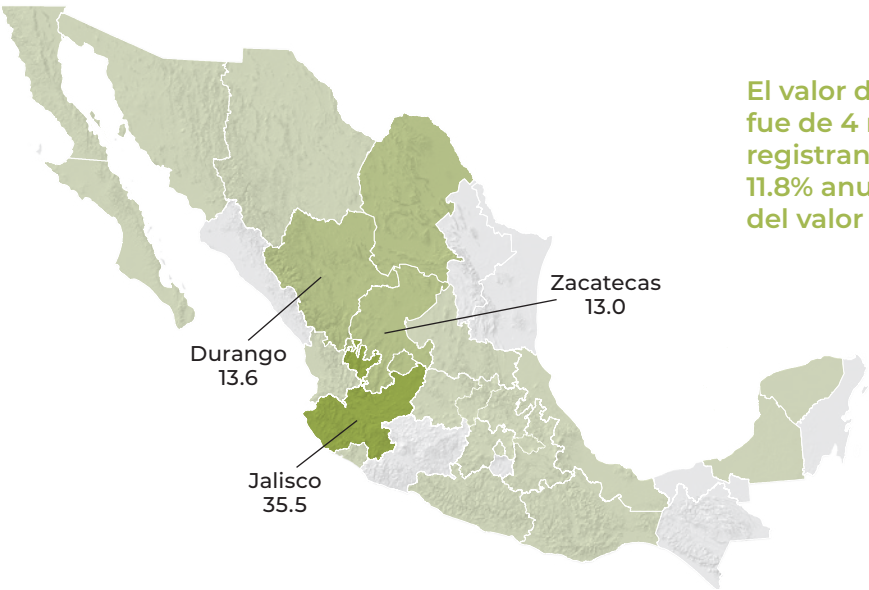 El valor d
fue de 4
registran
11.8% anu
del valor
Zacatecas
13.0
Durango
13.6
Jalisco
35.5